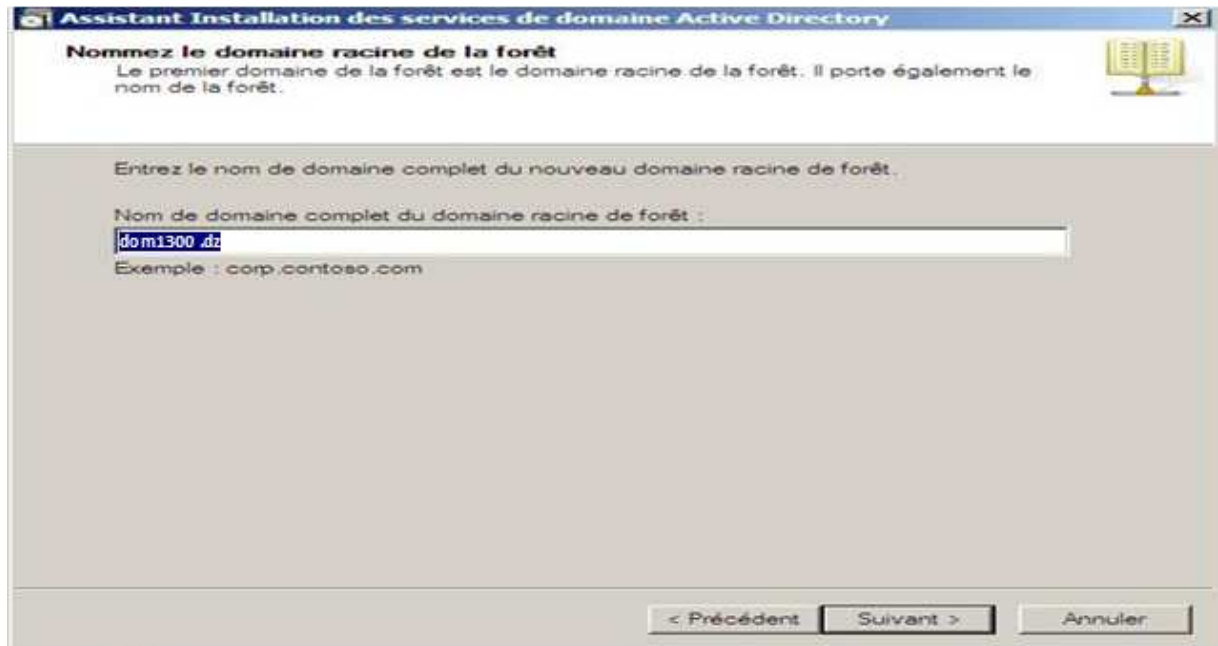 Assistant Installation des services de domaine Active Directory
Nommez le domaine racine de la forêt
Le premier domaine de la forêt est le domaine racine de la forêt. Il porte également le
nom de la forêt.
Entrez le nom de domaine complet du nouveau domaine racine de forêt.
Nom de domaine complet du domaine racine de forêt :
dom1300 .dz
Exemple : corp.contoso.com
< Précédent
Suivant >
Annuler